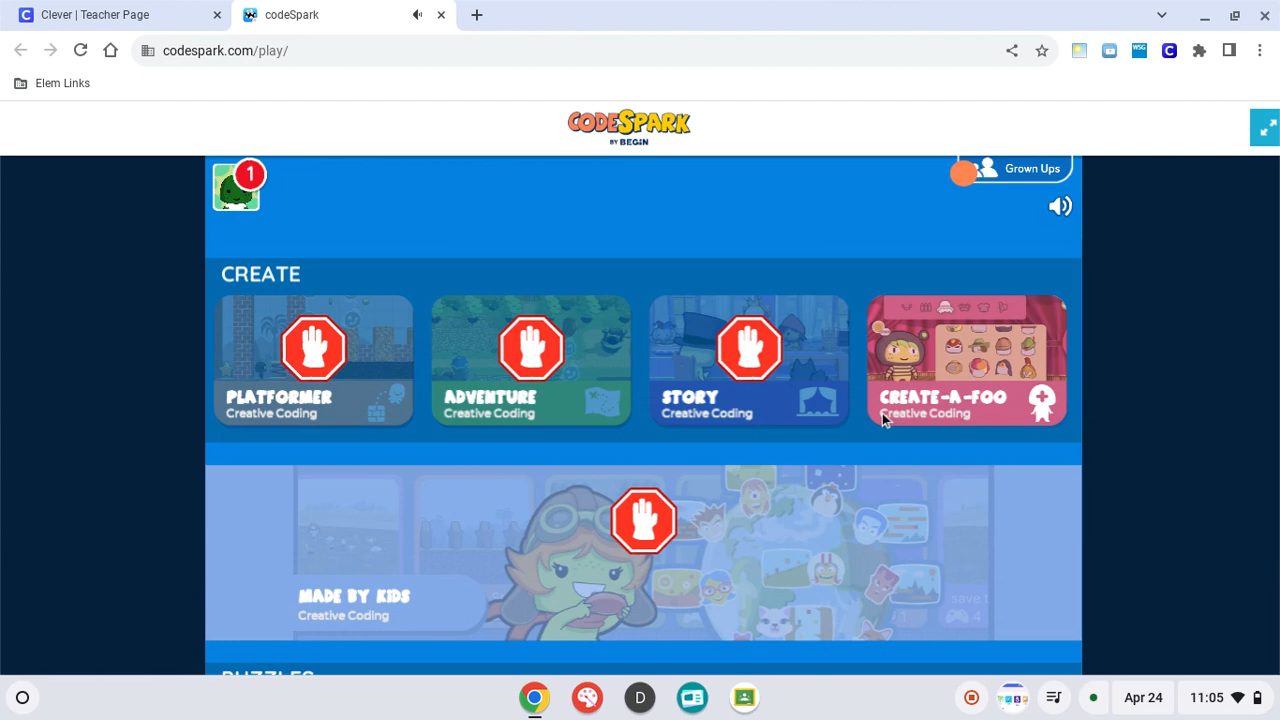 Clever | Teacher Page
codeSpark
codespark.com/play/
WSG
C
Elem Links
CODESPARK
BY BEGiN
1
Grown Ups
CREATE
PLATFORMER
Creative Coding
ADVENTURE
Creative Coding
STORY
Creative Coding
CREATE-A-FOO
Creative Coding
MADE BY KIDS
Creative Coding
D
Apr 24
11:05